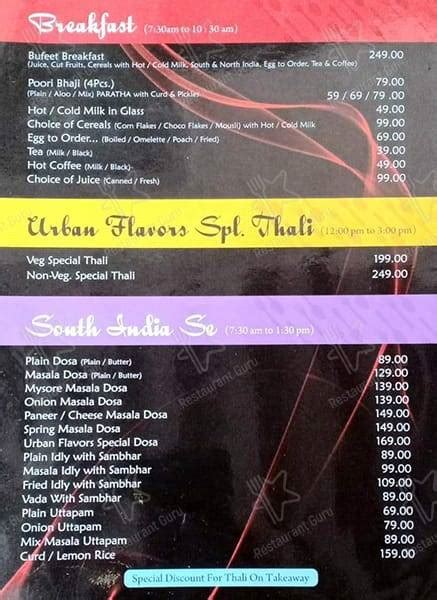 Breakfast (7:30am to 10 : 30 am)
Bufeet Breakfast 249.00
(Juice, Cut Fruits, Cereals with Hot / Cold Milk, South & North India, Egg to Order, Tea & Coffee)
Poori Bhaji (4Pcs.) 79.00
(Plain / Aloo / Mix) PARATHA with Curd & Pickle) 59 / 69 / 79 .00
Hot / Cold Milk in Glass 49.00
Choice of Cereals (Corn Flakes / Choco Flakes / Mousli) with Hot / Cold Milk 99.00
Egg to Order... (Boiled / Omelette / Poach / Fried) 69.00
Tea (Milk / Black) 39.00
Hot Coffee (Milk / Black) 49.00
Choice of Juice (Canned / Fresh) 99.00
Urban Flavors Spl. Thali (12:00 pm to 3:00 pm)
Veg Special Thali 199.00
Non-Veg. Special Thali 249.00
South India Se (7:30 am to 1:30 pm)
Plain Dosa (Plain / Butter) 89.00
Masala Dosa (Plain / Butter) 129.00
Mysore Masala Dosa 139.00
Onion Masala Dosa 139.00
Paneer / Cheese Masala Dosa 149.00
Spring Masala Dosa 149.00
Urban Flavors Special Dosa 169.00
Plain Idly with Sambhar 89.00
Masala Idly with Sambhar 99.00
Fried Idly with Sambhar 109.00
Vada With Sambhar 89.00
Plain Uttapam 69.00
Onion Uttapam 79.00
Mix Masala Uttapam 89.00
Curd / Lemon Rice 159.00
Special Discount For Thali On Takeaway
Restaurant Guru